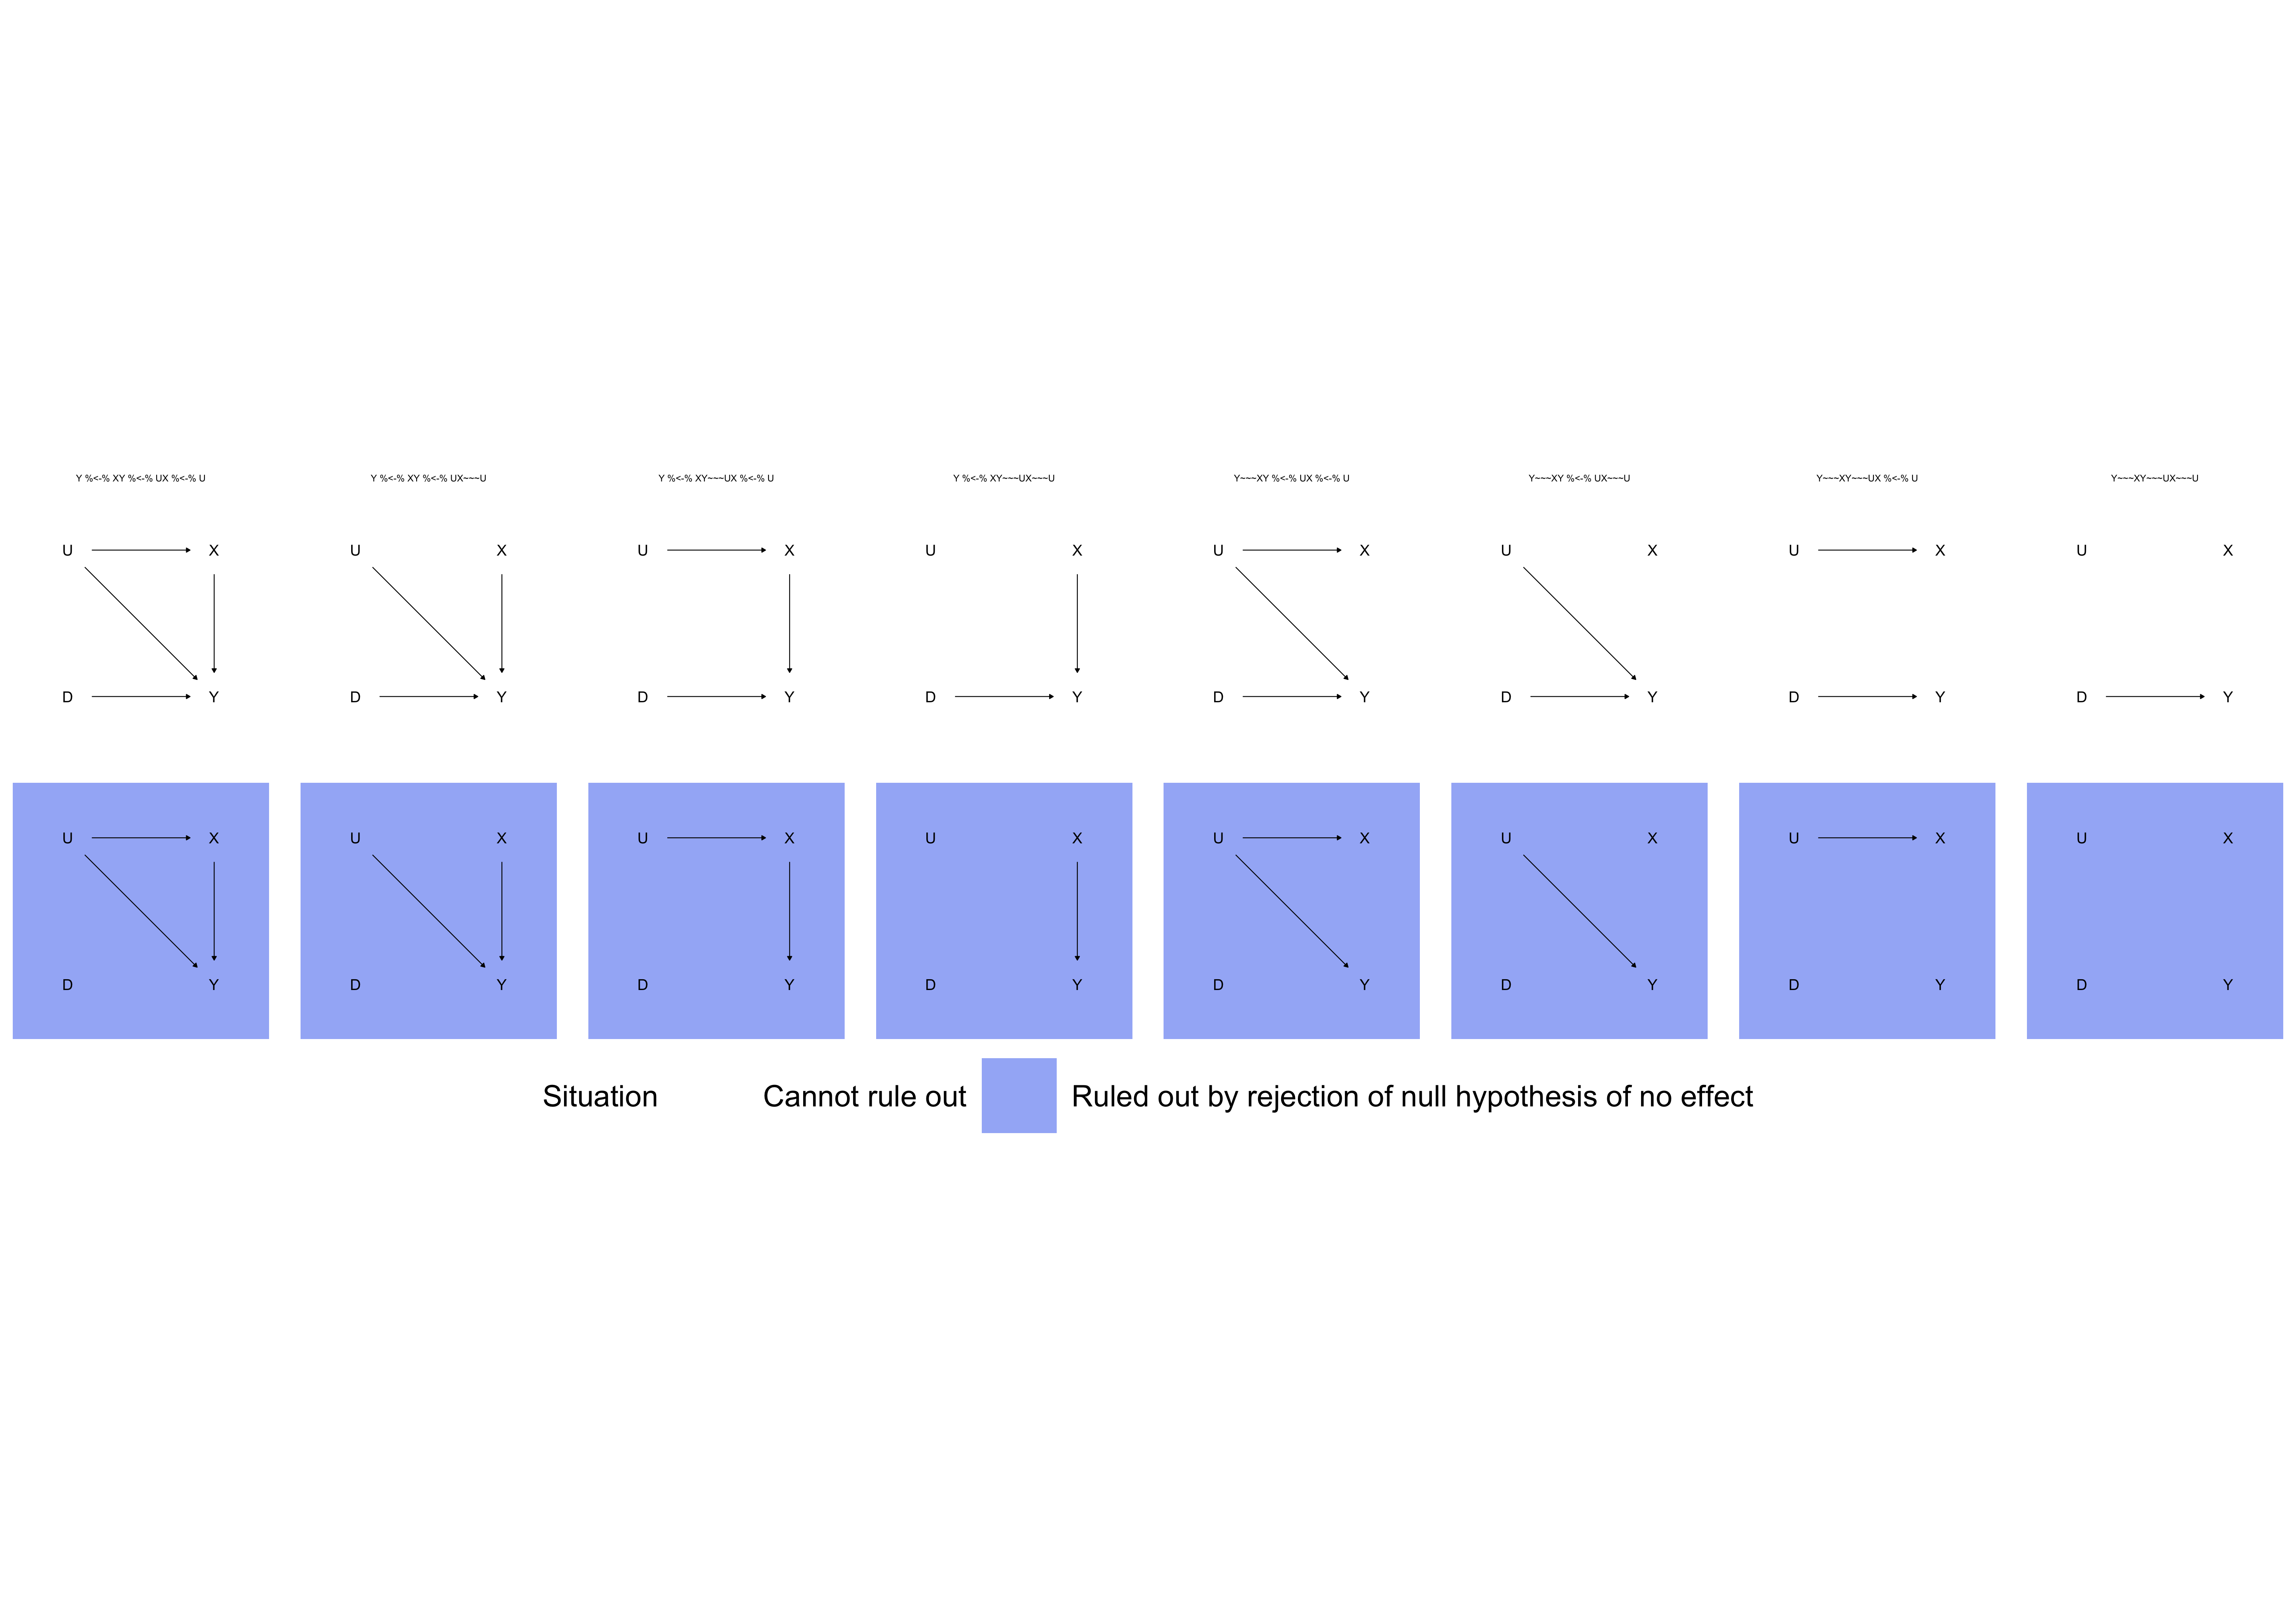 Y %<-% XY %<-% UX %<-% U Y %<-% XY %<-% UX~~~U Y %<-% XY~~~UX %<-% U Y %<-% XY~~~UX~~~U Y~~~XY %<-% UX %<-% U Y~~~XY %<-% UX~~~U Y~~~XY~~~UX %<-% U Y~~~XY~~~UX~~~U
U X U X U X U X U X U X U X U X
D Y D Y D Y D Y D Y D Y D Y D Y
U X U X U X U X U X U X U X U X
D Y D Y D Y D Y D Y D Y D Y D Y
Situation Cannot rule out Ruled out by rejection of null hypothesis of no effect